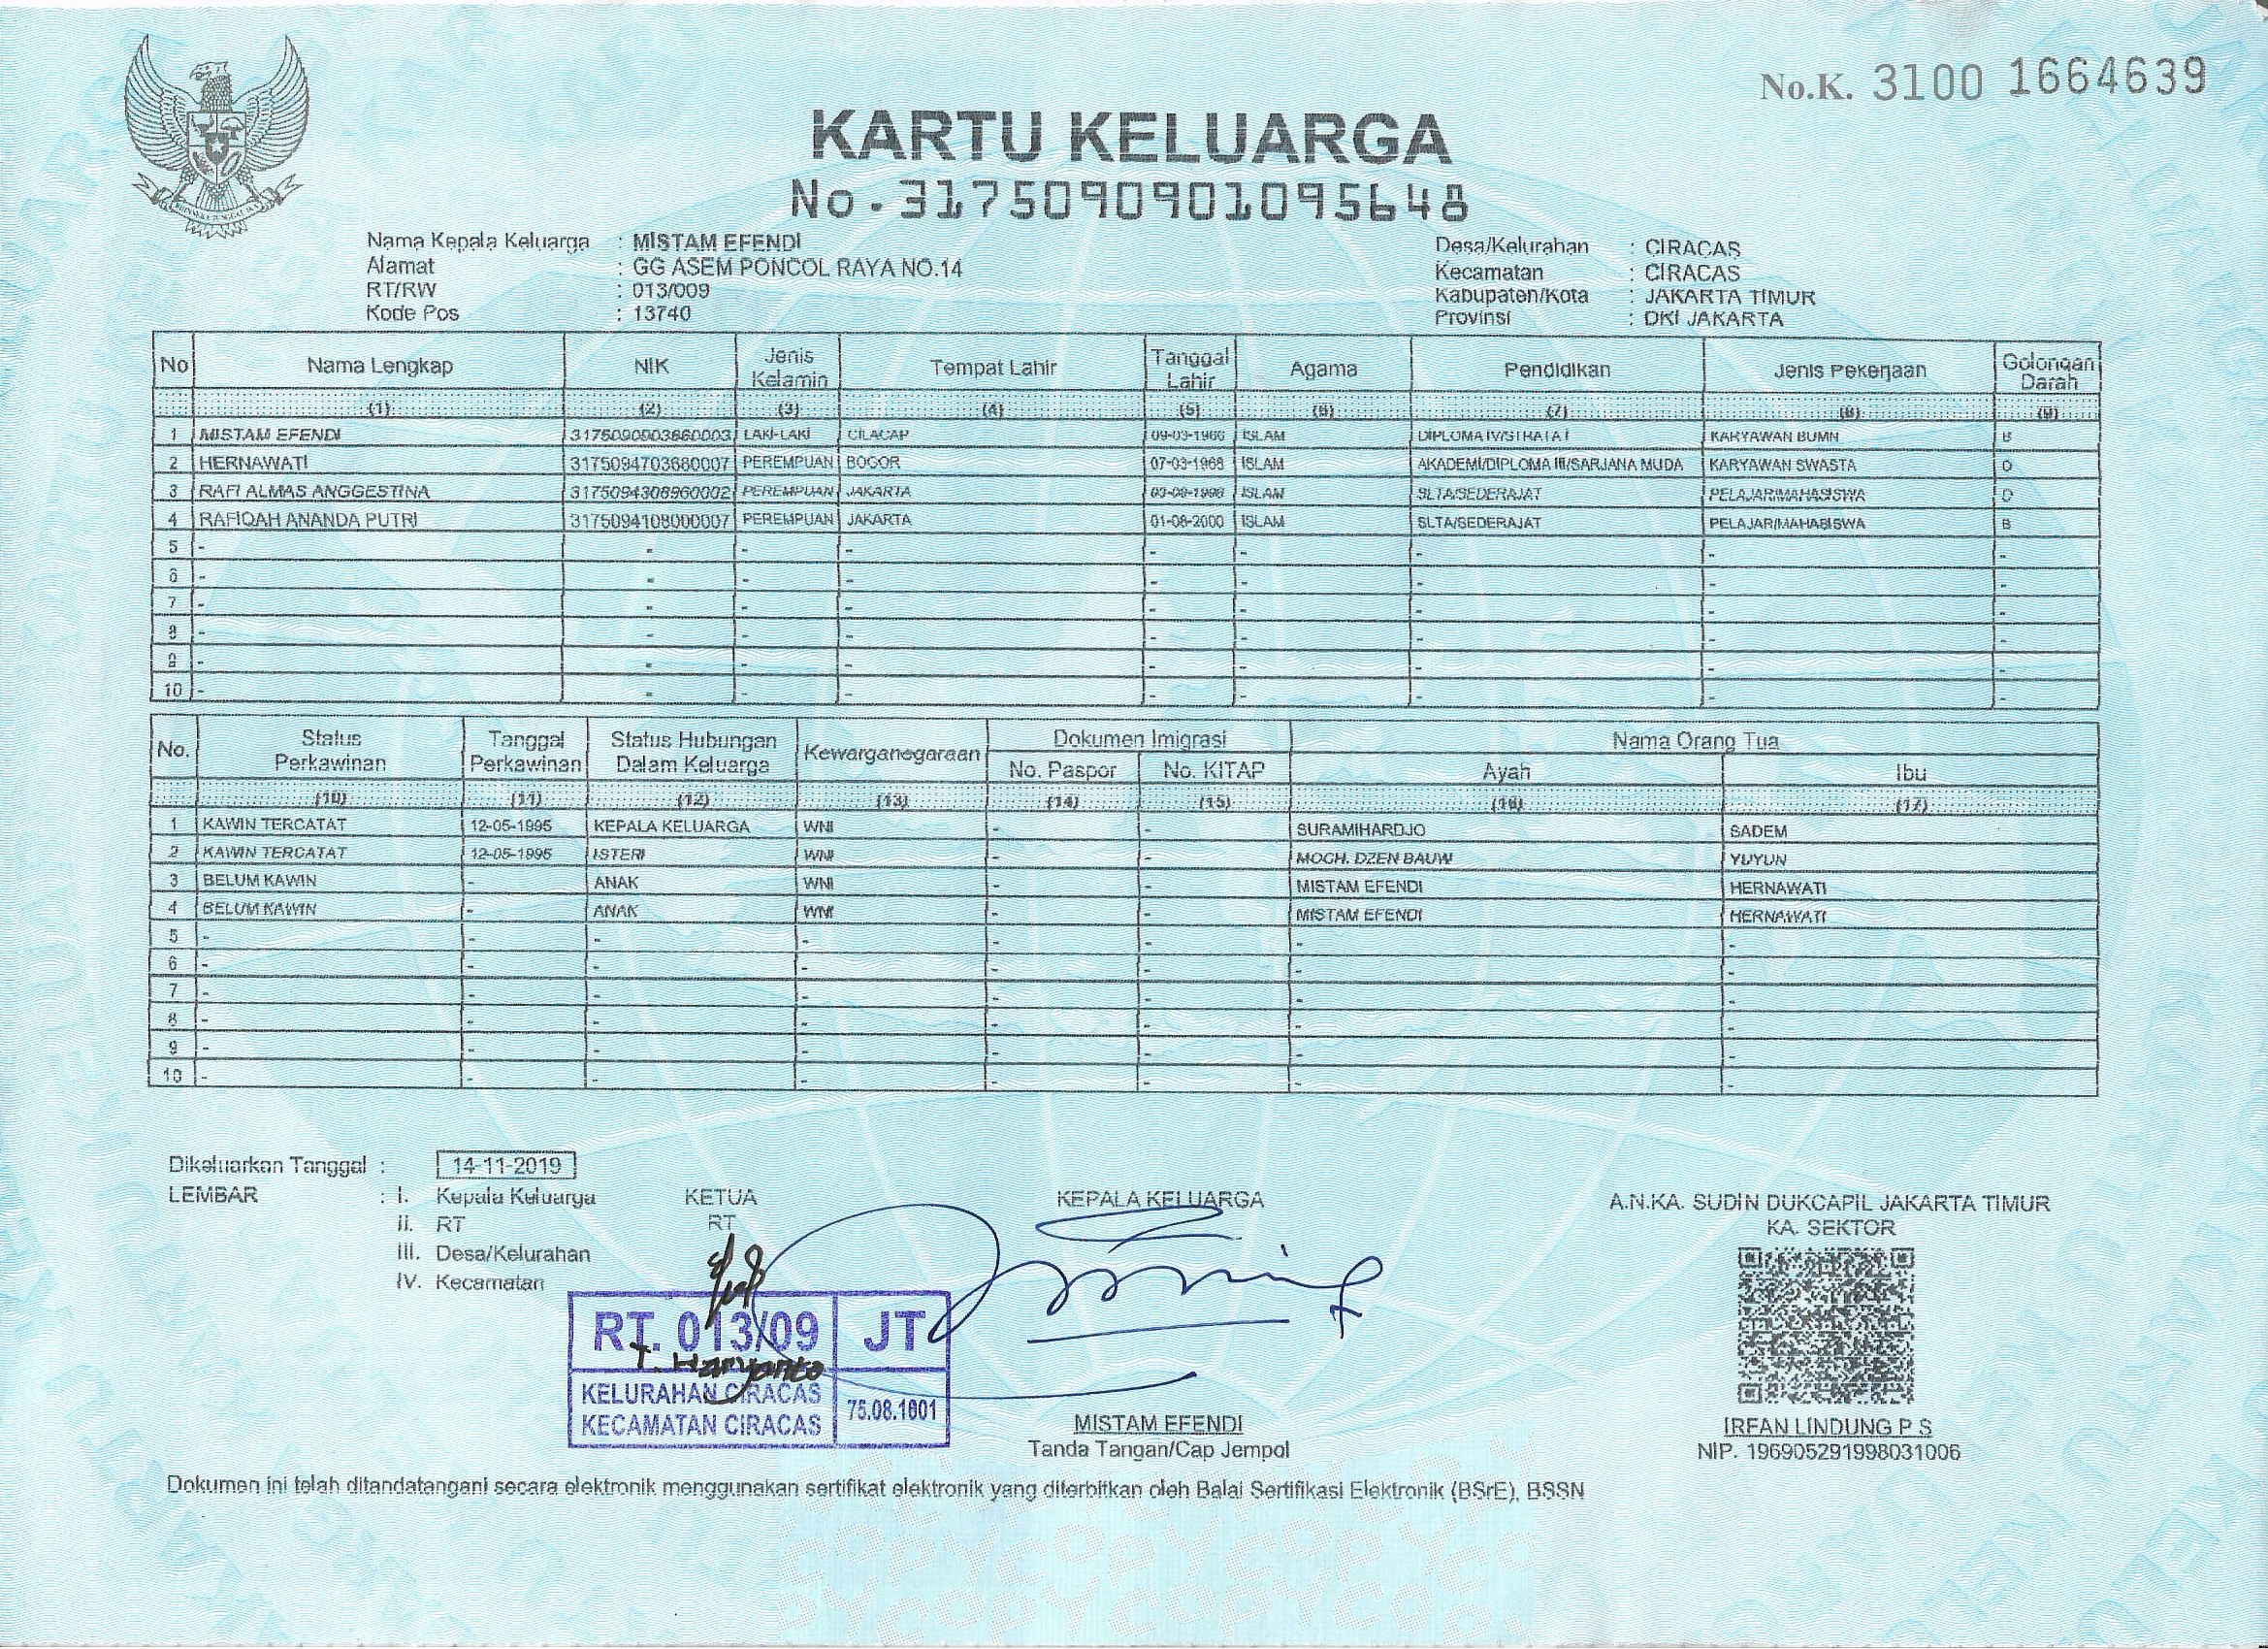 No.K. 3100 1664639
KARTU KELUARGA
No. 3175090901095648
Nama Kepala Keluarga : MISTAM EFENDI
Alamat : GG ASEM PONCOL RAYA NO.14
RT/RW : 013/009
Kode Pos : 13740
Desa/Kelurahan : CIRACAS
Kecamatan : CIRACAS
Kabupaten/Kota : JAKARTA TIMUR
Provinsi : DKI JAKARTA
No Nama Lengkap NIK Jenis Kelamin Tempat Lahir Tanggal Lahir Agama Pendidikan Jenis Pekerjaan Golongan Darah
(1) (2) (3) (4) (5) (6) (7) (8) (9)
1 MISTAM EFENDI 3175090903660003 LAKI-LAKI CILACAP 09-03-1966 ISLAM DIPLOMA IV/STRATA I KARYAWAN BUMN B
2 HERNAWATI 3175094703680007 PEREMPUAN BOGOR 07-03-1968 ISLAM AKADEMI/DIPLOMA III/SARJANA MUDA KARYAWAN SWASTA O
3 RAFI ALMAS ANGGESTINA 3175094308960002 PEREMPUAN JAKARTA 03-08-1996 ISLAM SLTA/SEDERAJAT PELAJAR/MAHASISWA O
4 RAFIQAH ANANDA PUTRI 3175094108000007 PEREMPUAN JAKARTA 01-08-2000 ISLAM SLTA/SEDERAJAT PELAJAR/MAHASISWA B
5 - - - - - - - - -
6 - - - - - - - - -
7 - - - - - - - - -
8 - - - - - - - - -
9 - - - - - - - - -
10 - - - - - - - - -
No. Status Perkawinan Tanggal Perkawinan Status Hubungan Dalam Keluarga Kewarganegaraan Dokumen Imigrasi Nama Orang Tua
No. Paspor No. KITAP Ayah Ibu
(10) (11) (12) (13) (14) (15) (16) (17)
1 KAWIN TERCATAT 12-05-1995 KEPALA KELUARGA WNI - - SURAMIHARDJO SADEM
2 KAWIN TERCATAT 12-05-1995 ISTERI WNI - - MOCH. DZEN BAUW YUYUN
3 BELUM KAWIN - ANAK WNI - - MISTAM EFENDI HERNAWATI
4 BELUM KAWIN - ANAK WNI - - MISTAM EFENDI HERNAWATI
5 - - - - - - - -
6 - - - - - - - -
7 - - - - - - - -
8 - - - - - - - -
9 - - - - - - - -
10 - - - - - - - -
Dikeluarkan Tanggal : 14-11-2019
LEMBAR : I. Kepala Keluarga
II. RT
III. Desa/Kelurahan
IV. Kecamatan
KETUA
RT
RT. 013/09 JT
T. Haryanto
KELURAHAN CIRACAS
KECAMATAN CIRACAS
75.08.1001
KEPALA KELUARGA
MISTAM EFENDI
Tanda Tangan/Cap Jempol
A.N.KA. SUDIN DUKCAPIL JAKARTA TIMUR
KA. SEKTOR
IRFAN LINDUNG P.S
NIP. 196905291998031006
Dokumen ini telah ditandatangani secara elektronik menggunakan sertifikat elektronik yang diterbitkan oleh Balai Sertifikasi Elektronik (BSrE), BSSN